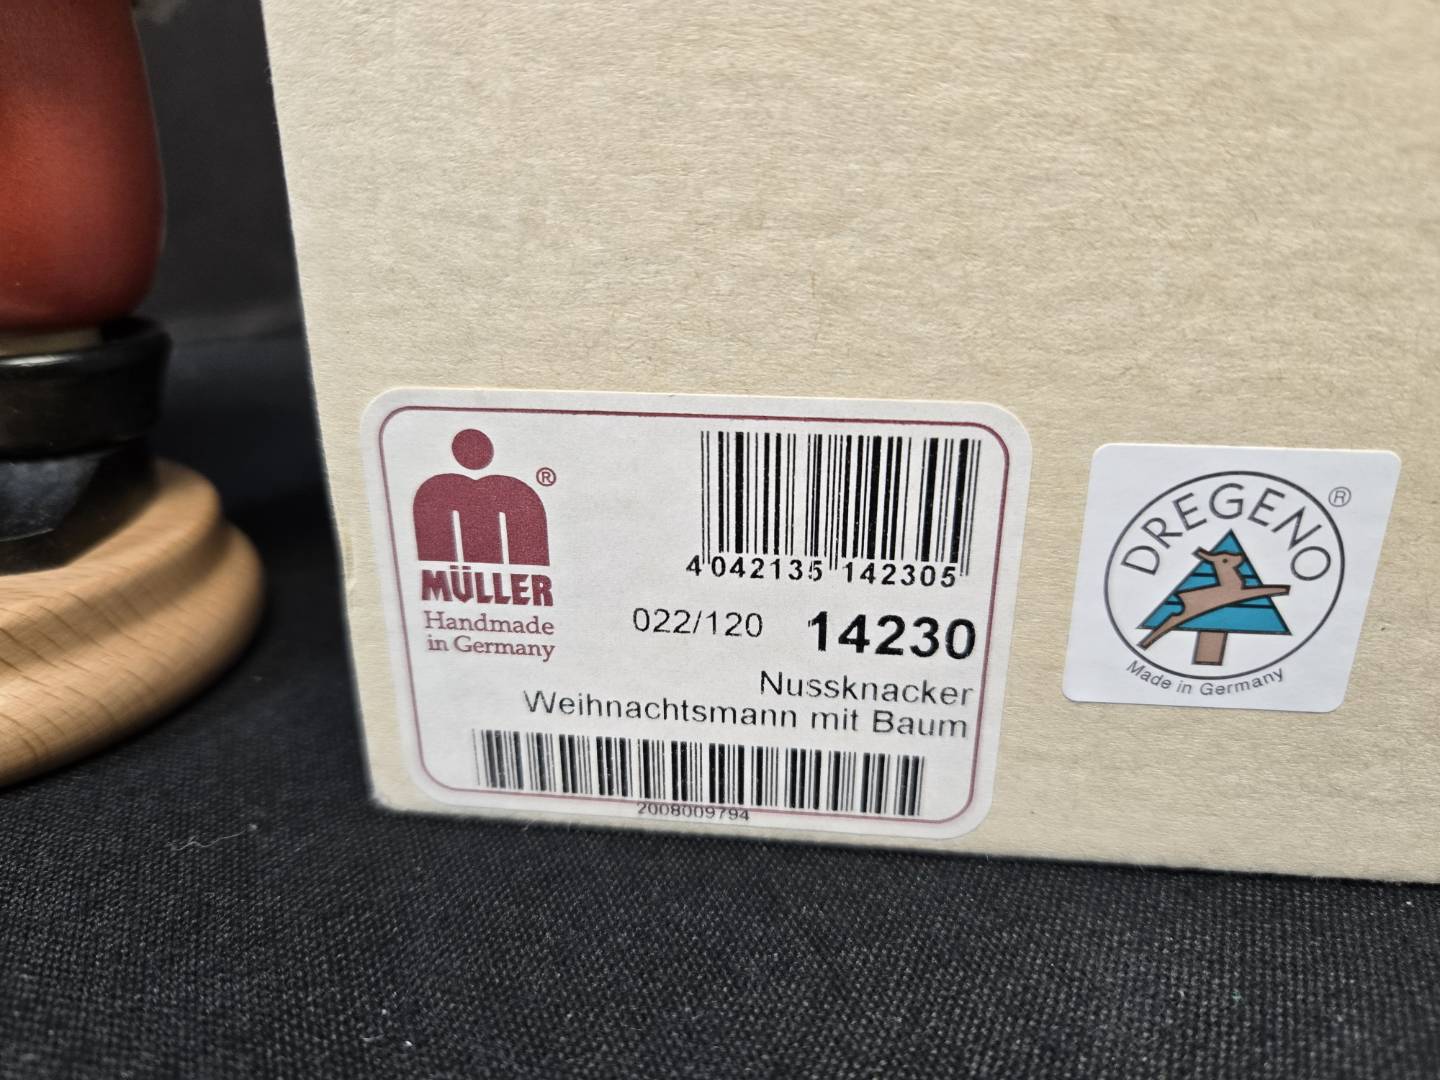 ®
MÜLLER
Handmade
in Germany
4 042135 142305
022/120 14230
Nussknacker
Weihnachtsmann mit Baum
2008009794
DREGENO ®
Made in Germany